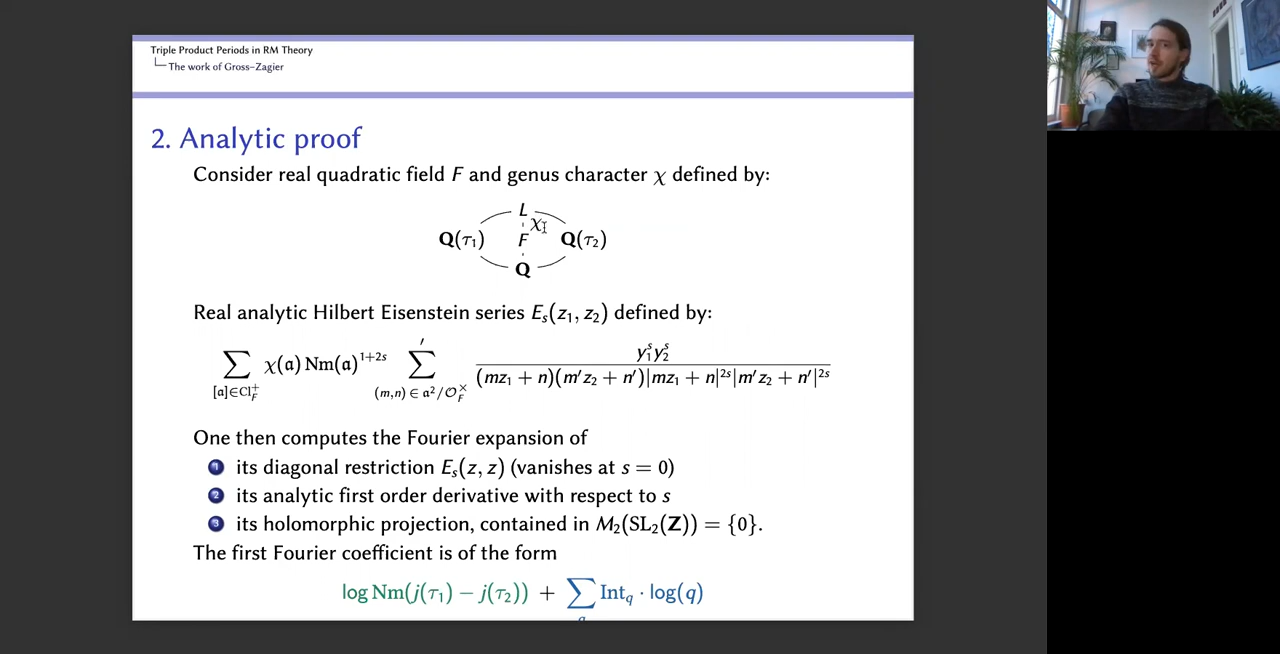 Triple Product Periods in RM Theory
The work of Gross–Zagier
2. Analytic proof
Consider real quadratic field F and genus character χ defined by:
L
χ
Q(τ₁) F Q(τ₂)
Q
Real analytic Hilbert Eisenstein series Eₛ(z₁, z₂) defined by:
∑_{[𝔞]∈Cl_F^+} χ(𝔞) Nm(𝔞)^{1+2s} ∑'_{(m,n)∈𝔞²/𝒪_F^×} y₁^s y₂^s / (mz₁ + n)(m′z₂ + n′)|mz₁ + n|^{2s}|m′z₂ + n′|^{2s}
One then computes the Fourier expansion of
1 its diagonal restriction Eₛ(z, z) (vanishes at s = 0)
2 its analytic first order derivative with respect to s
3 its holomorphic projection, contained in M₂(SL₂(Z)) = {0}.
The first Fourier coefficient is of the form
log Nm(j(τ₁) − j(τ₂)) + ∑_q Int_q · log(q)